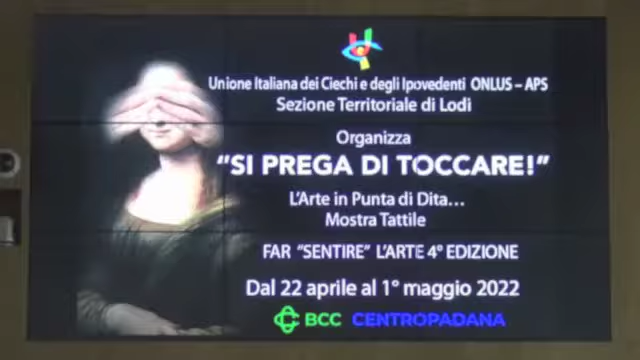 Unione Italiana dei Ciechi e degli Ipovedenti ONLUS – APS
Sezione Territoriale di Lodi
Organizza
“SI PREGA DI TOCCARE!”
L’Arte in Punta di Dita...
Mostra Tattile
FAR “SENTIRE” L’ARTE 4° EDIZIONE
Dal 22 aprile al 1° maggio 2022
BCC CENTROPADANA